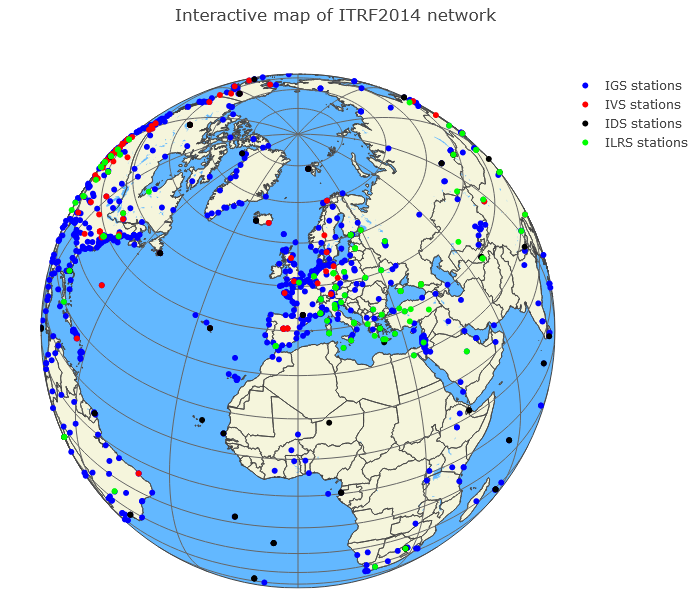 Interactive map of ITRF2014 network
IGS stations
IVS stations
IDS stations
ILRS stations